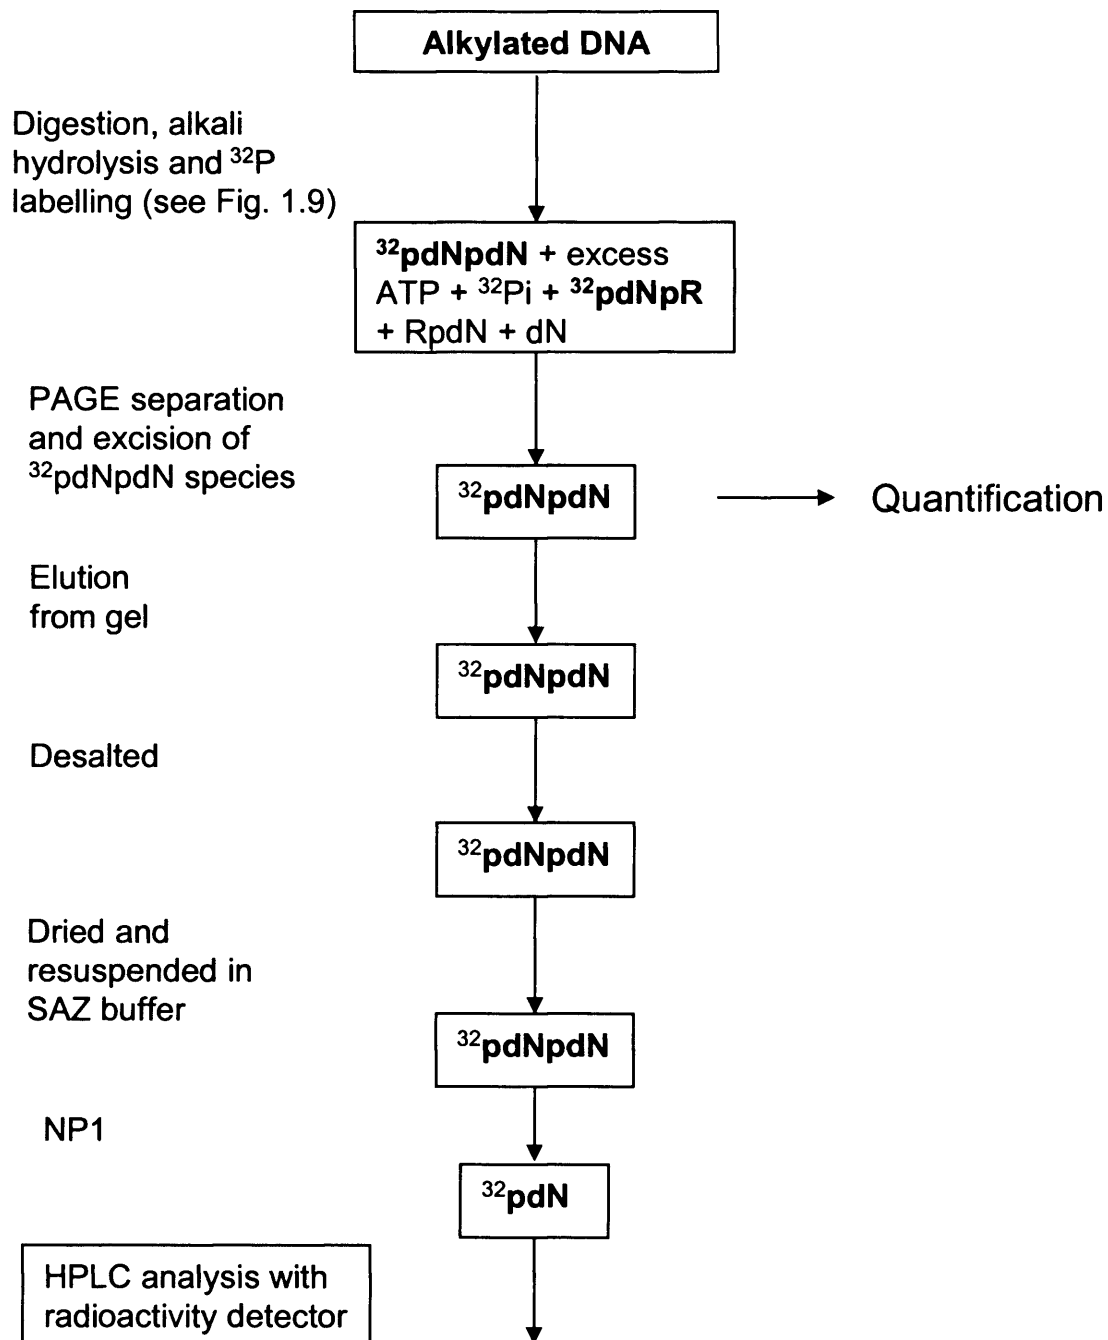 Alkylated DNA
Digestion, alkali
hydrolysis and ³²P
labelling (see Fig. 1.9)
³²pdNpdN + excess
ATP + ³²Pi + ³²pdNpR
+ RpdN + dN
PAGE separation
and excision of
³²pdNpdN species
³²pdNpdN
Quantification
Elution
from gel
³²pdNpdN
Desalted
³²pdNpdN
Dried and
resuspended in
SAZ buffer
³²pdNpdN
NP1
³²pdN
HPLC analysis with
radioactivity detector